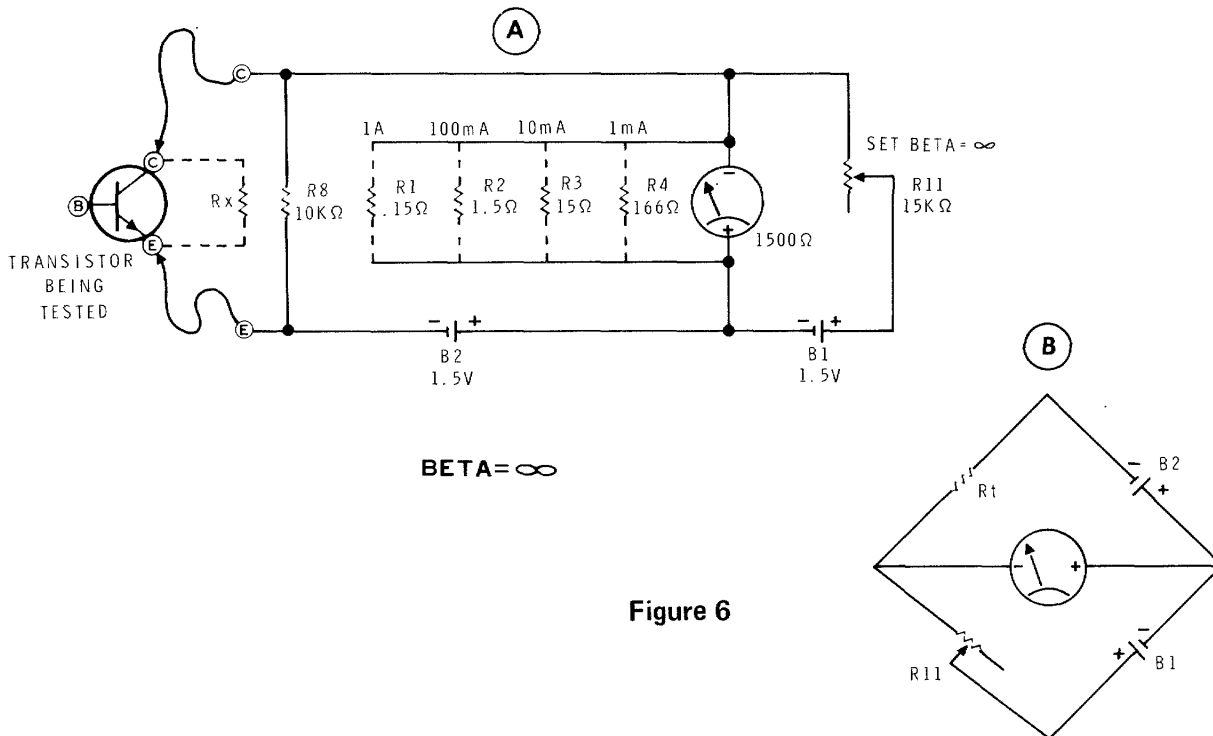 A
C
1A 100mA 10mA 1mA
SET BETA = ∞
C
Rx
R8
10KΩ
R1
.15Ω
R2
1.5Ω
R3
15Ω
R4
166Ω
-
+
1500Ω
R11
15KΩ
B
E
TRANSISTOR
BEING
TESTED
E
- +
B2
1.5V
- +
B1
1.5V
BETA = ∞
B
Rt
-
B2
+
- +
Figure 6
R11
-
+
B1